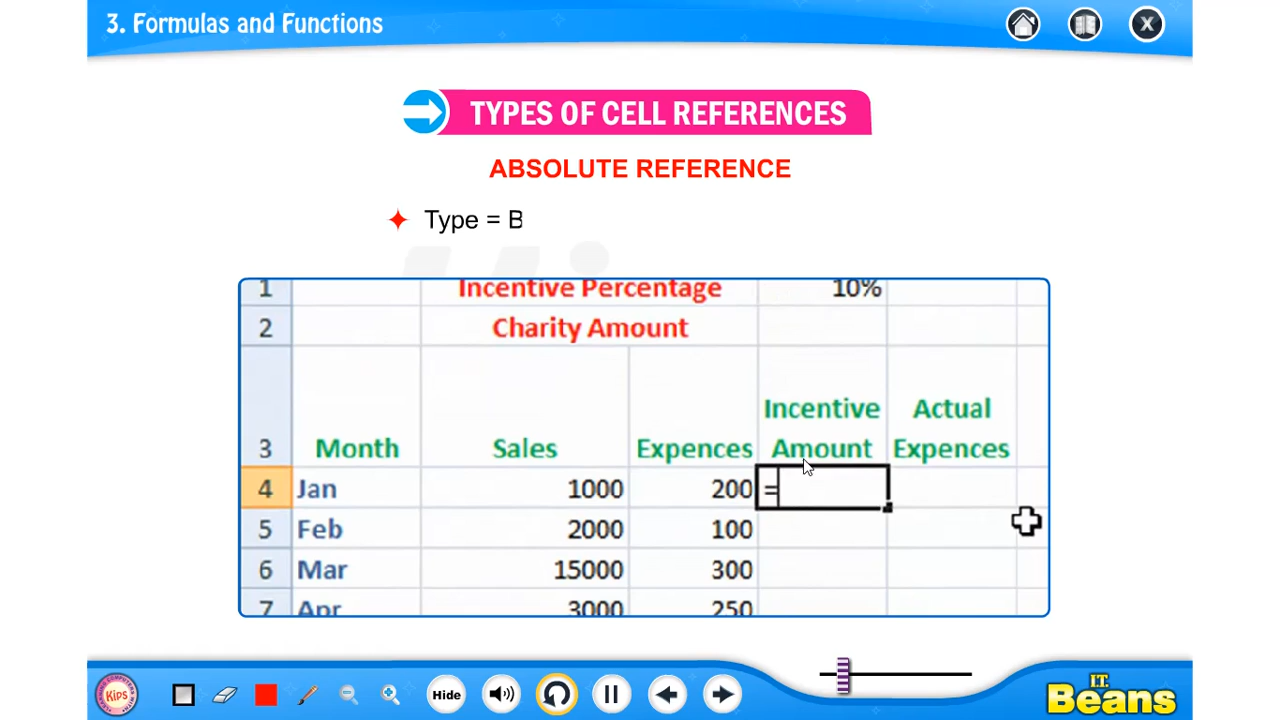 3. Formulas and Functions
TYPES OF CELL REFERENCES
ABSOLUTE REFERENCE
Type = B
1 Incentive Percentage 10%
2 Charity Amount
Incentive Actual
3 Month Sales Expences Amount Expences
4 Jan 1000 200 =
5 Feb 2000 100
6 Mar 15000 300
7 Apr 3000 250
Kips Hide I.T.
Beans